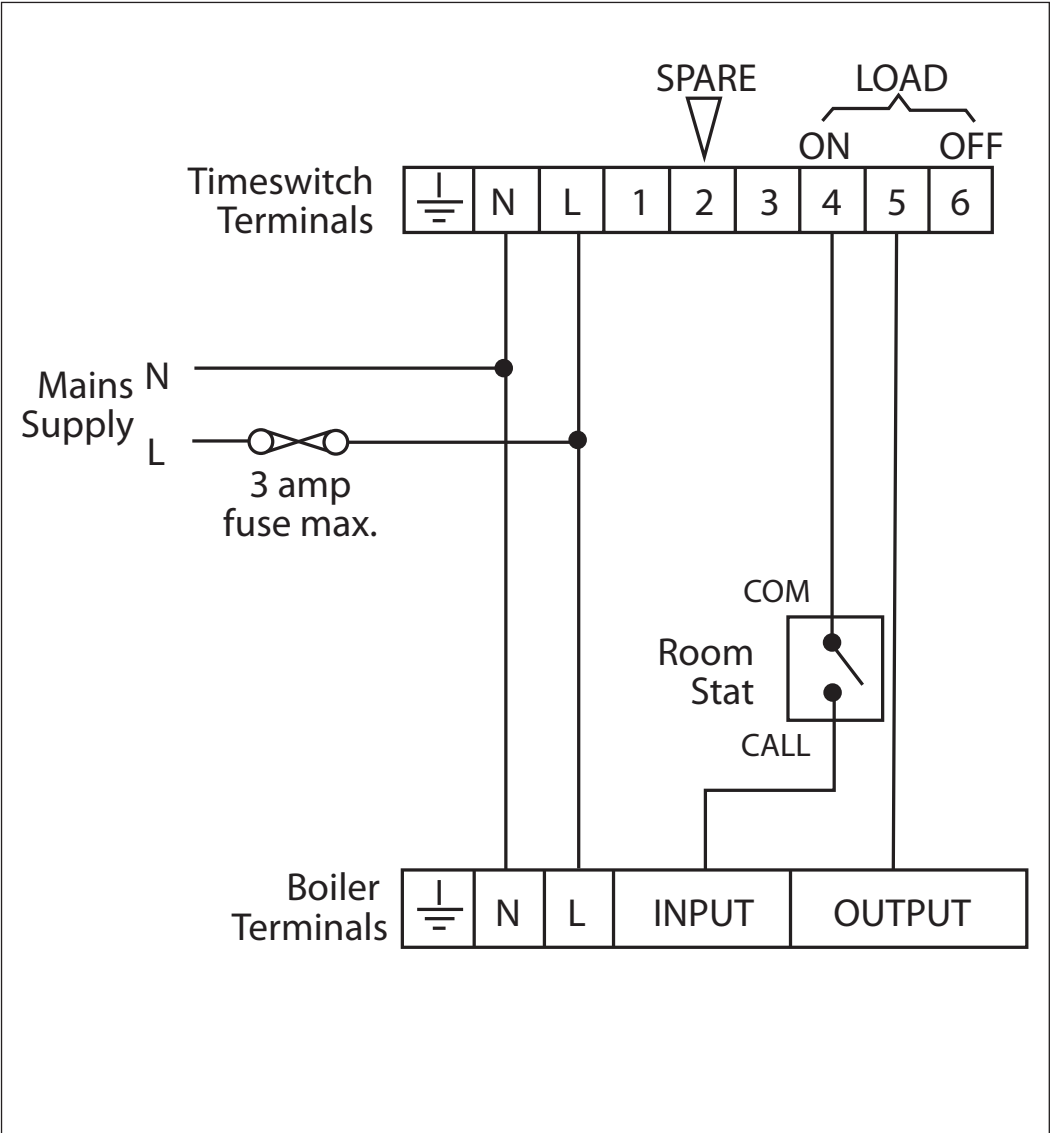 SPARE LOAD
ON OFF
Timeswitch
Terminals
N L 1 2 3 4 5 6
Mains
Supply
N
L
3 amp
fuse max.
COM
Room
Stat
CALL
Boiler
Terminals
N L INPUT OUTPUT